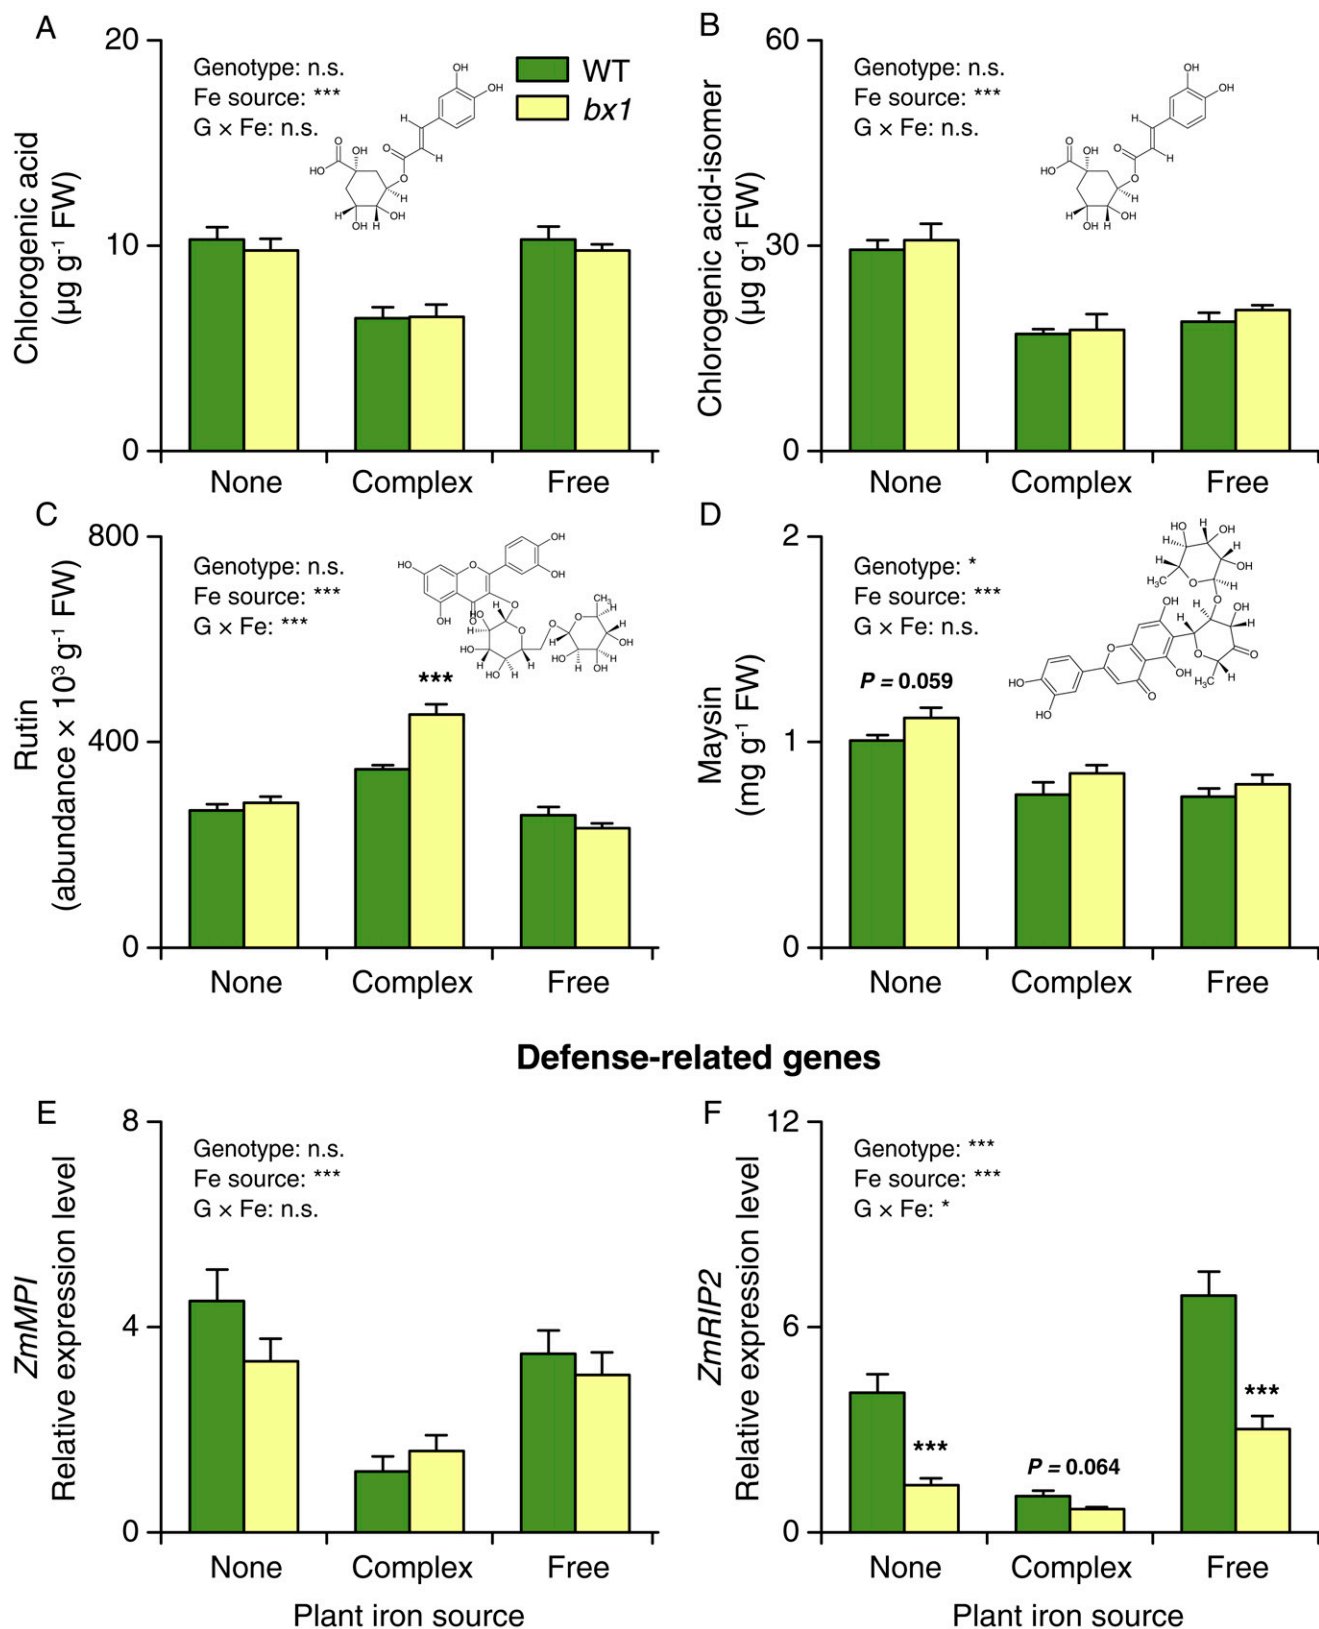 A
Chlorogenic acid
(µg g-1 FW)
20
10
0
Genotype: n.s.
Fe source: ***
G × Fe: n.s.
WT
bx1
None Complex Free
B
Chlorogenic acid-isomer
(µg g-1 FW)
60
30
0
Genotype: n.s.
Fe source: ***
G × Fe: n.s.
None Complex Free
C
Rutin
(abundance × 10³ g-1 FW)
800
400
0
Genotype: n.s.
Fe source: ***
G × Fe: ***
***
None Complex Free
D
Maysin
(mg g-1 FW)
2
1
0
Genotype: *
Fe source: ***
G × Fe: n.s.
P = 0.059
None Complex Free
Defense-related genes
E
ZmMPI
Relative expression level
8
4
0
Genotype: n.s.
Fe source: ***
G × Fe: n.s.
None Complex Free
Plant iron source
F
ZmRIP2
Relative expression level
12
6
0
Genotype: ***
Fe source: ***
G × Fe: *
***
P = 0.064
***
None Complex Free
Plant iron source